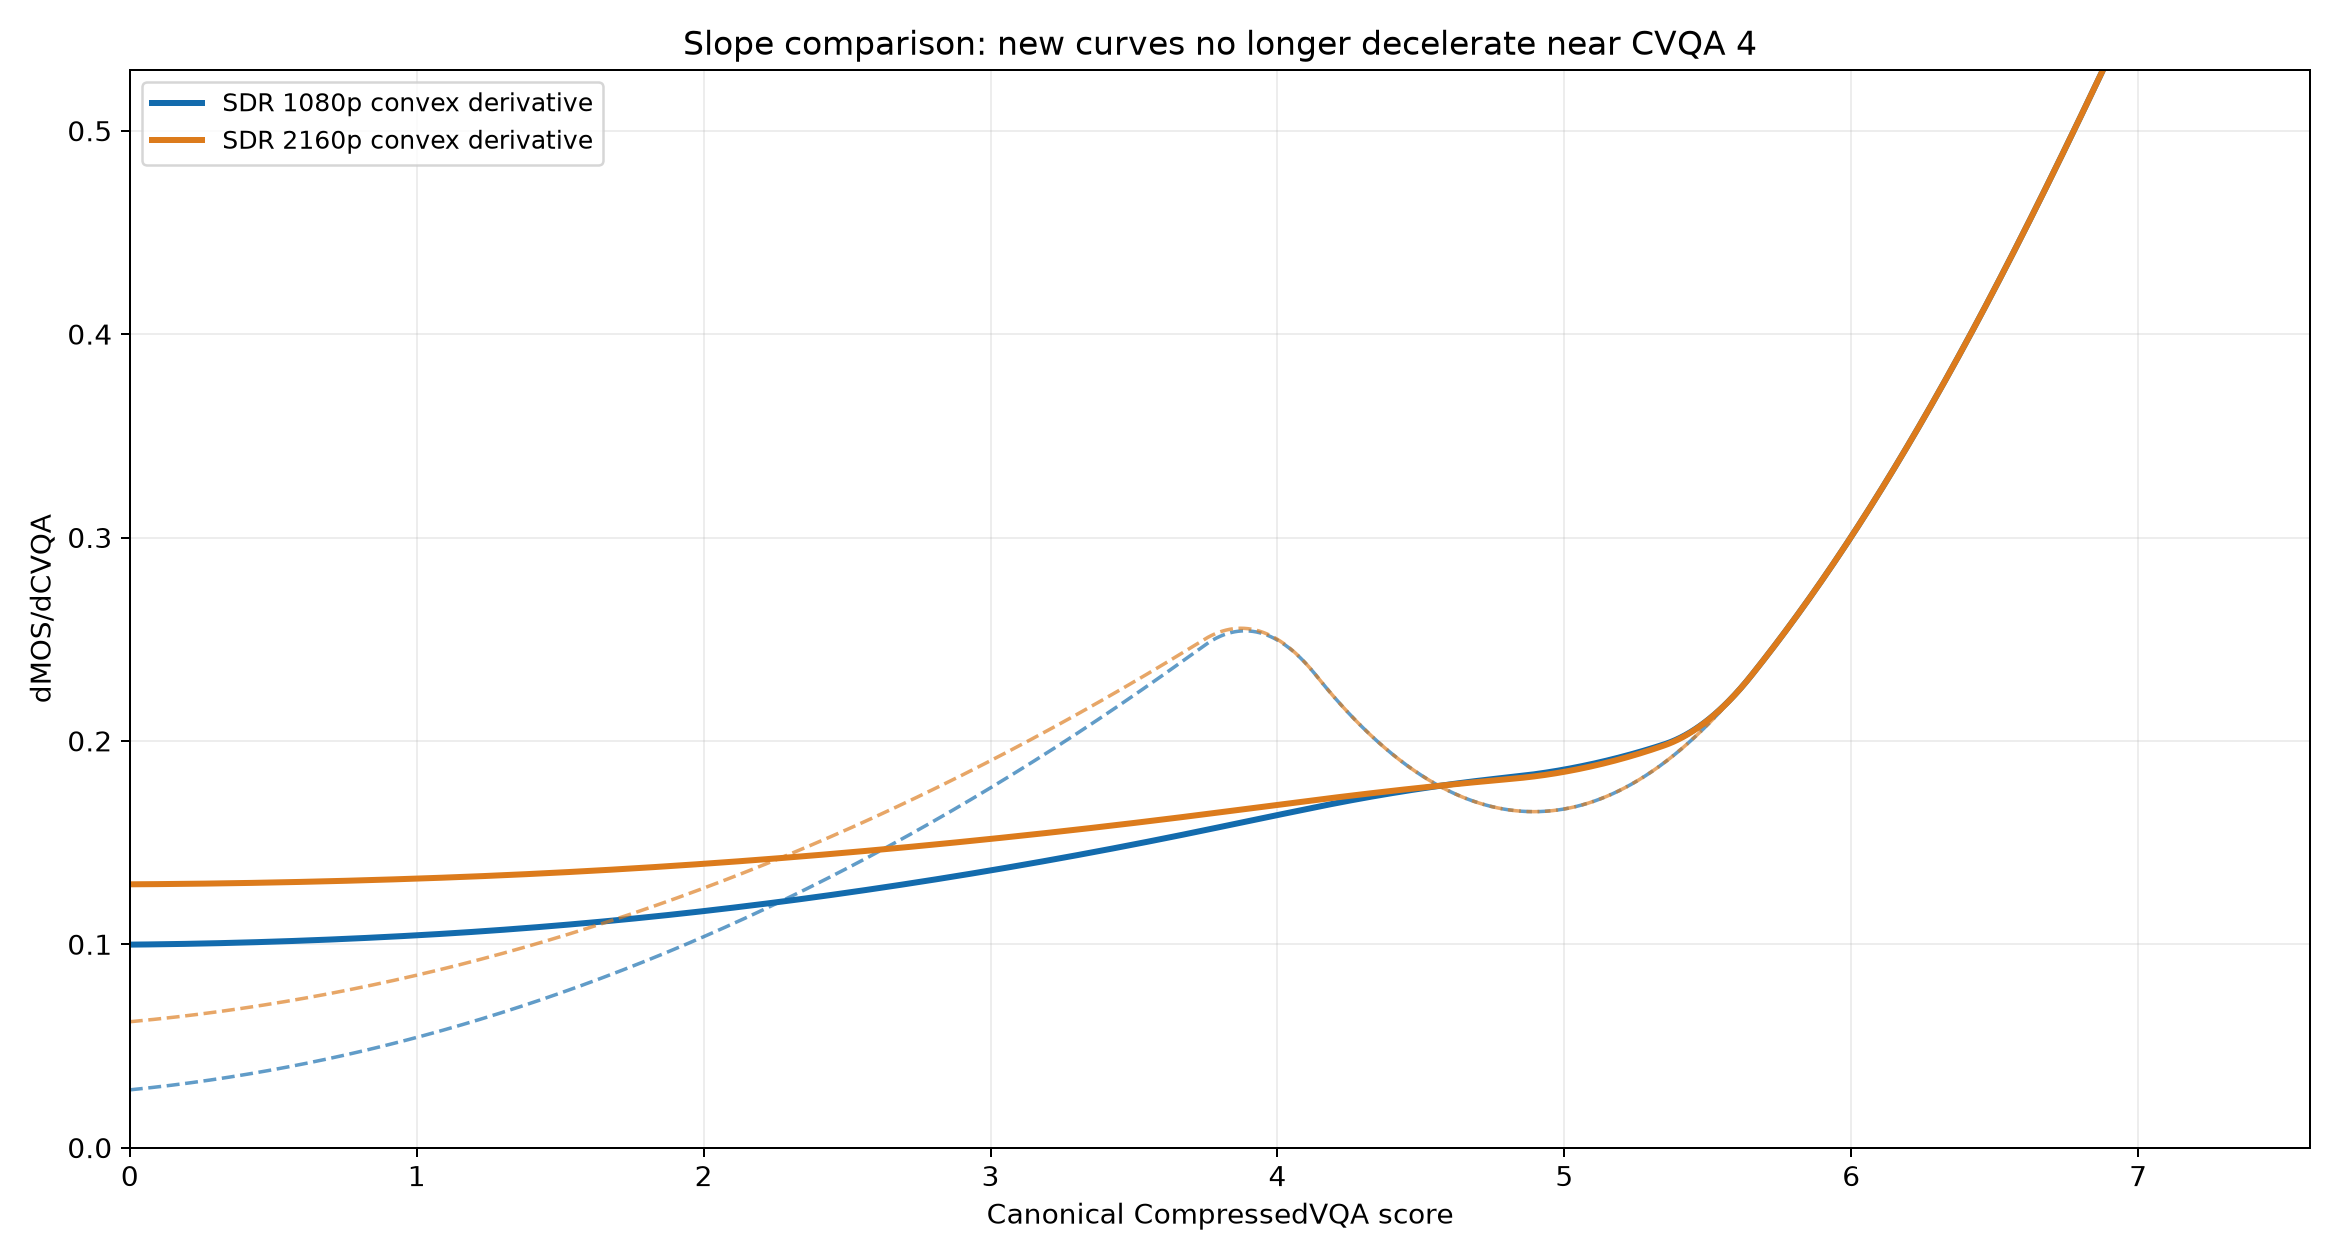 Slope comparison: new curves no longer decelerate near CVQA 4
SDR 1080p convex derivative
SDR 2160p convex derivative
dMOS/dCVQA
0.5
0.4
0.3
0.2
0.1
0.0
0 1 2 3 4 5 6 7
Canonical CompressedVQA score